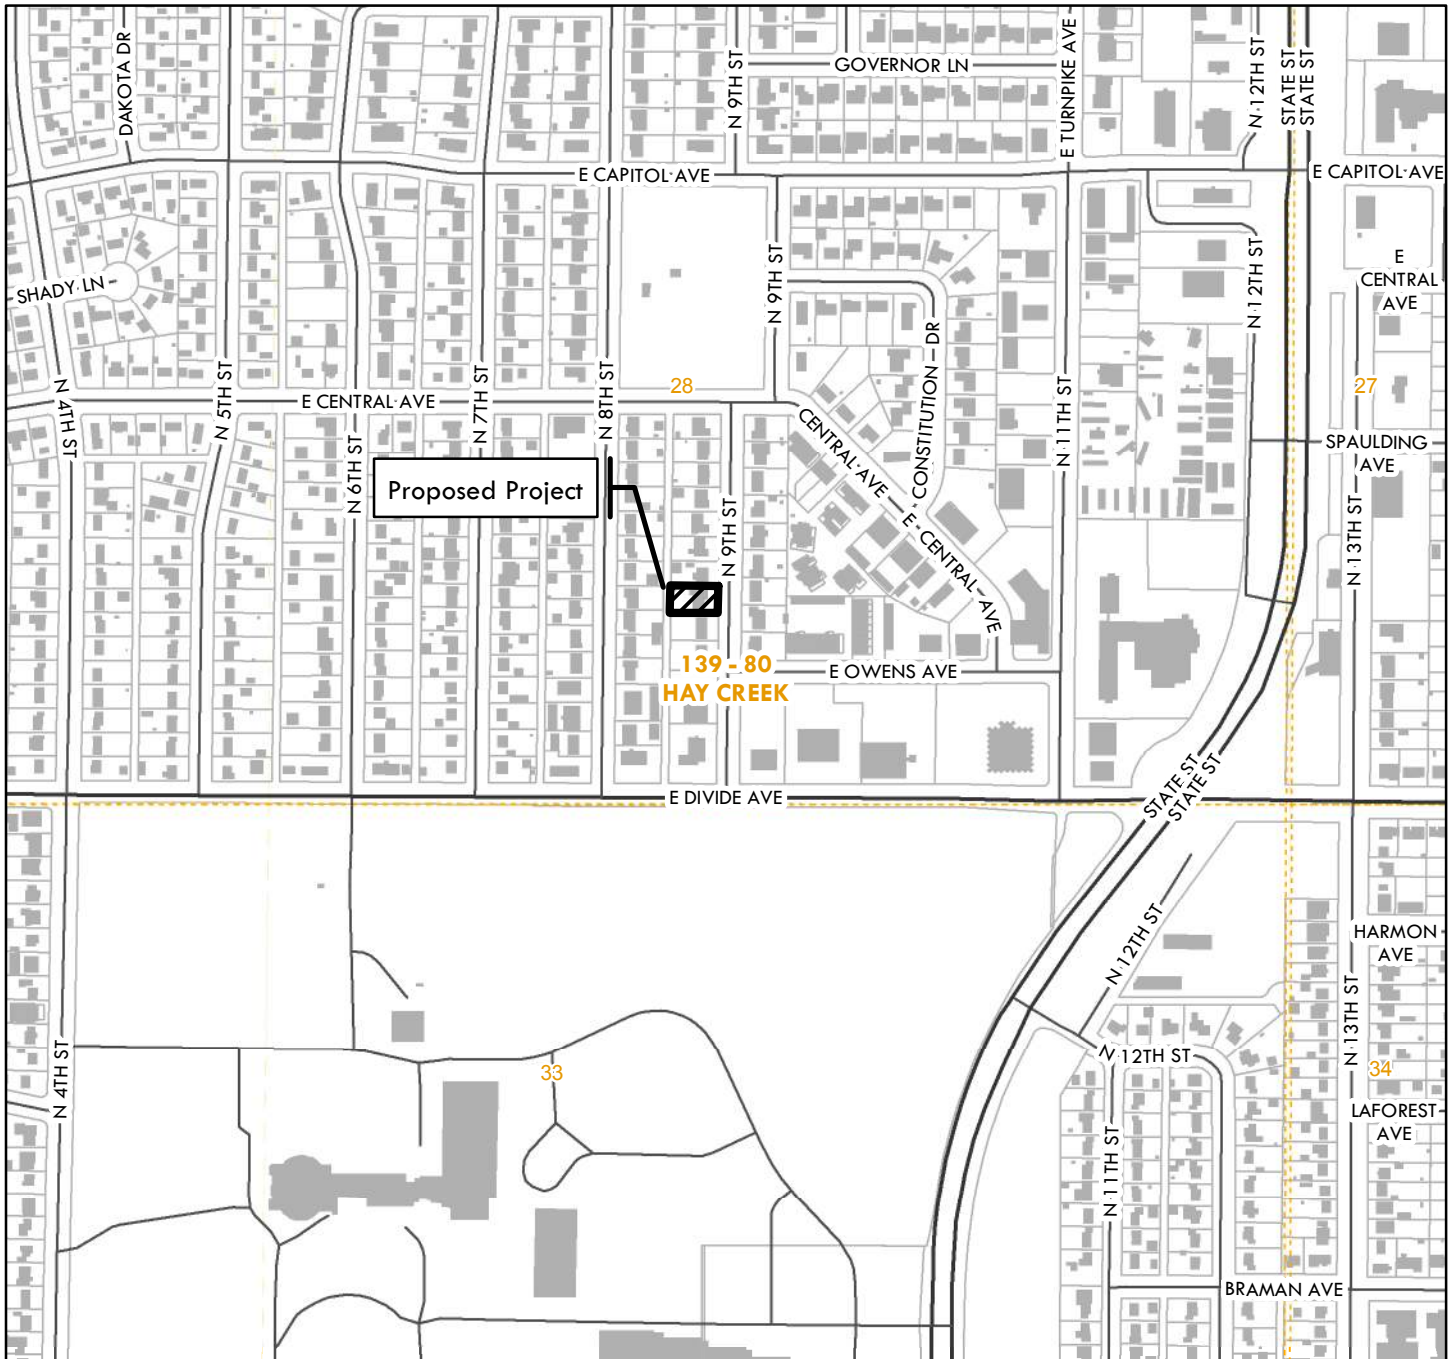 DAKOTA DR
N 9TH ST
GOVERNOR LN
E TURNPIKE AVE
N 12TH ST
STATE ST
STATE ST
E CAPITOL AVE
E CAPITOL AVE
SHADY LN
N 9TH ST
N 12TH ST
E
CENTRAL
AVE
CONSTITUTION DR
N 4TH ST
N 5TH ST
E CENTRAL AVE
N 6TH ST
N 7TH ST
N 8TH ST
28
27
N 11TH ST
CENTRAL AVE
SPAULDING
AVE
Proposed Project
N 9TH ST
E CENTRAL AVE
N 13TH ST
139 - 80
HAY CREEK
E OWENS AVE
E DIVIDE AVE
STATE ST
STATE ST
N 12TH ST
HARMON
AVE
N 13TH ST
N 4TH ST
33
N 12TH ST
34
LAFOREST
AVE
N 11TH ST
BRAMAN AVE